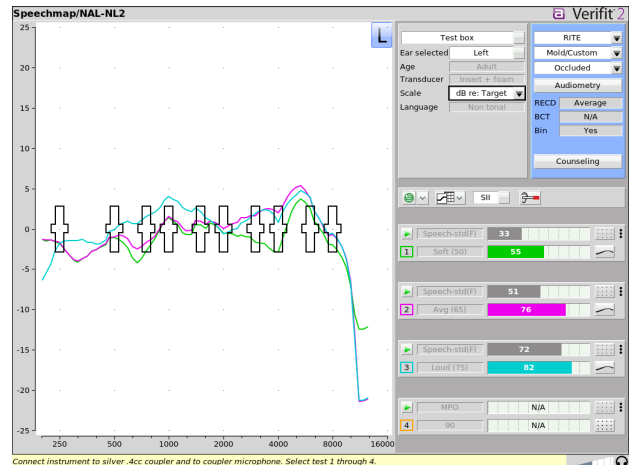 Speechmap/NAL-NL2
a Verifit 2
25
20
15
10
5
0
-5
-10
-15
-20
-25
250 500 1000 2000 4000 8000 16000
L
Test box
Ear selected Left
Age Adult
Transducer Insert + foam
Scale dB re: Target
Language Non tonal
RITE
Mold/Custom
Occluded
Audiometry
RECD Average
BCT N/A
Bin Yes
Counseling
SII
Speech-std(F) 33
1 Soft (50) 55
Speech-std(F) 51
2 Avg (65) 76
Speech-std(F) 72
3 Loud (75) 82
MPO N/A
4 90 N/A
Connect instrument to silver .4cc coupler and to coupler microphone. Select test 1 through 4.